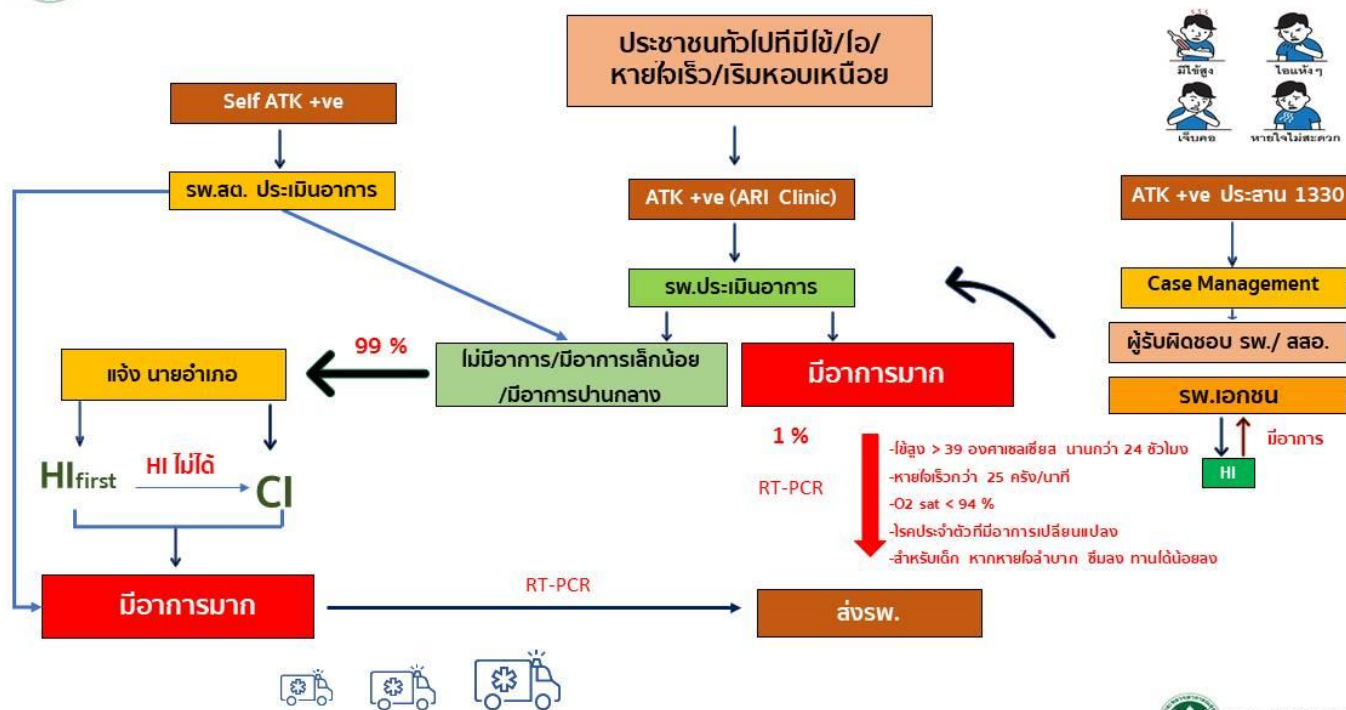 ประชาชนทั่วไปที่มีไข้/ไอ/
หายใจเร็ว/เริ่มหอบเหนื่อย
มีไข้สูง
ไอแห้งๆ
เจ็บคอ
หายใจไม่สะดวก
Self ATK +ve
รพ.สต. ประเมินอาการ
ATK +ve (ARI Clinic)
รพ.ประเมินอาการ
ATK +ve ประสาน 1330
Case Management
ผู้รับผิดชอบ รพ./ สสอ.
รพ.เอกชน
มีอาการ
HI
99 %
ไม่มีอาการ/มีอาการเล็กน้อย
/มีอาการปานกลาง
มีอาการมาก
แจ้ง นายอำเภอ
HIfirst
HI ไม่ได้
CI
1 %
RT-PCR
-ไข้สูง > 39 องศาเซลเซียส นานกว่า 24 ชั่วโมง
-หายใจเร็วกว่า 25 ครั้ง/นาที
-O2 sat < 94 %
-โรคประจำตัวที่มีอาการเปลี่ยนแปลง
-สำหรับเด็ก หากหายใจลำบาก ซึมลง ทานได้น้อยลง
มีอาการมาก
RT-PCR
ส่งรพ.